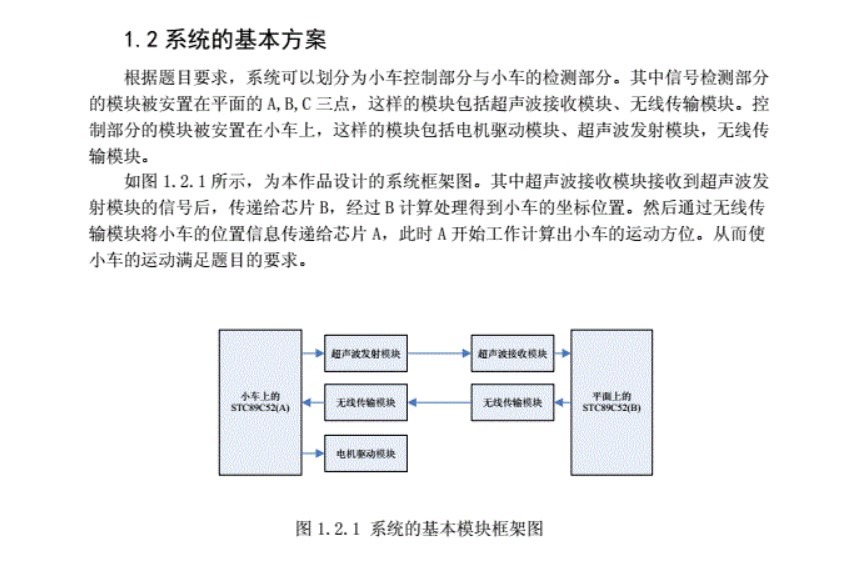 1.2 系统的基本方案
根据题目要求，系统可以划分为小车控制部分与小车的检测部分。其中信号检测部分
的模块被安置在平面的 A,B,C 三点，这样的模块包括超声波接收模块、无线传输模块。控
制部分的模块被安置在小车上，这样的模块包括电机驱动模块、超声波发射模块，无线传
输模块。
如图 1.2.1 所示，为本作品设计的系统框架图。其中超声波接收模块接收到超声波发
射模块的信号后，传递给芯片 B，经过 B 计算处理得到小车的坐标位置。然后通过无线传
输模块将小车的位置信息传递给芯片 A，此时 A 开始工作计算出小车的运动方位。从而使
小车的运动满足题目的要求。
超声波发射模块
超声波接收模块
小车上的
STC89C52(A)
无线传输模块
无线传输模块
平面上的
STC89C52(B)
电机驱动模块
图 1.2.1 系统的基本模块框架图